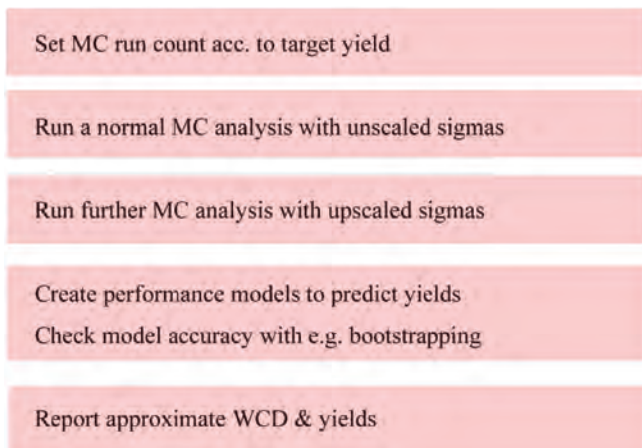 Set MC run count acc. to target yield
Run a normal MC analysis with unscaled sigmas
Run further MC analysis with upscaled sigmas
Create performance models to predict yields
Check model accuracy with e.g. bootstrapping
Report approximate WCD & yields